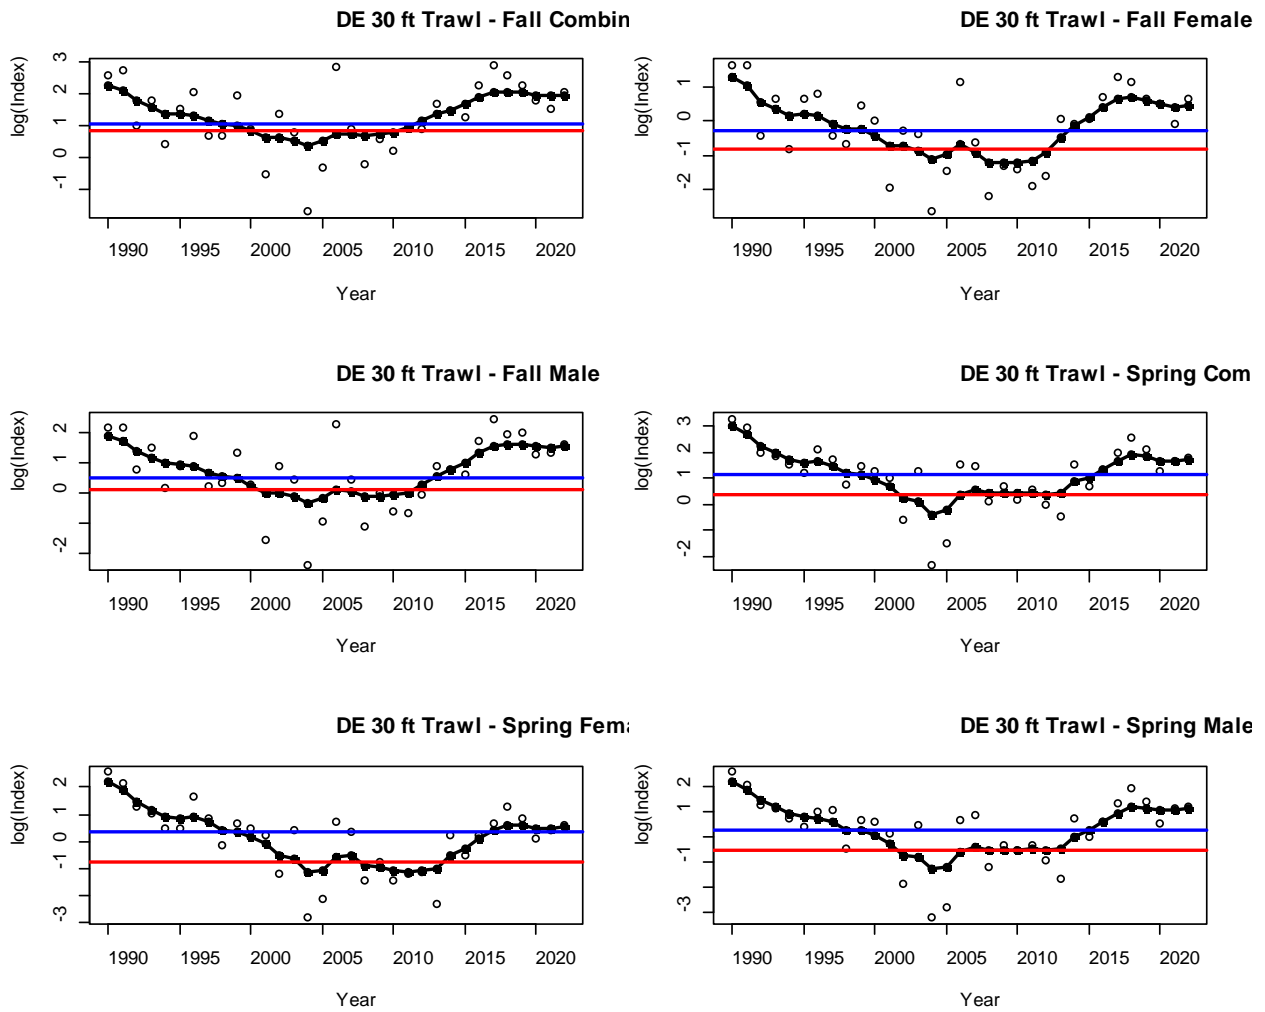 DE 30 ft Trawl - Fall Combin
log(Index)
3
2
1
0
-1
1990 1995 2000 2005 2010 2015 2020
Year
DE 30 ft Trawl - Fall Female
log(Index)
1
0
-1
-2
1990 1995 2000 2005 2010 2015 2020
Year
DE 30 ft Trawl - Fall Male
log(Index)
2
1
0
-2
1990 1995 2000 2005 2010 2015 2020
Year
DE 30 ft Trawl - Spring Com
log(Index)
3
2
1
0
-2
1990 1995 2000 2005 2010 2015 2020
Year
DE 30 ft Trawl - Spring Fema
log(Index)
2
1
0
-1
-3
1990 1995 2000 2005 2010 2015 2020
Year
DE 30 ft Trawl - Spring Male
log(Index)
2
1
-1
-3
1990 1995 2000 2005 2010 2015 2020
Year